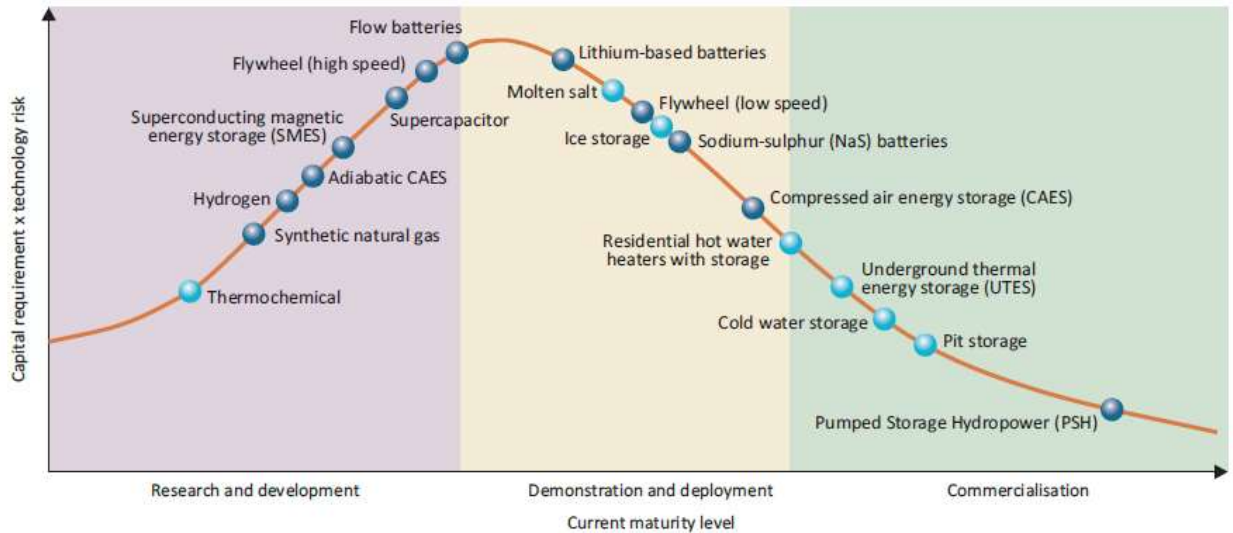 Capital requirement x technology risk
Flow batteries
Flywheel (high speed)
Supercapacitor
Superconducting magnetic
energy storage (SMES)
Adiabatic CAES
Hydrogen
Synthetic natural gas
Thermochemical
Lithium-based batteries
Molten salt
Flywheel (low speed)
Ice storage
Sodium-sulphur (NaS) batteries
Compressed air energy storage (CAES)
Residential hot water
heaters with storage
Underground thermal
energy storage (UTES)
Cold water storage
Pit storage
Pumped Storage Hydropower (PSH)
Research and development
Demonstration and deployment
Commercialisation
Current maturity level